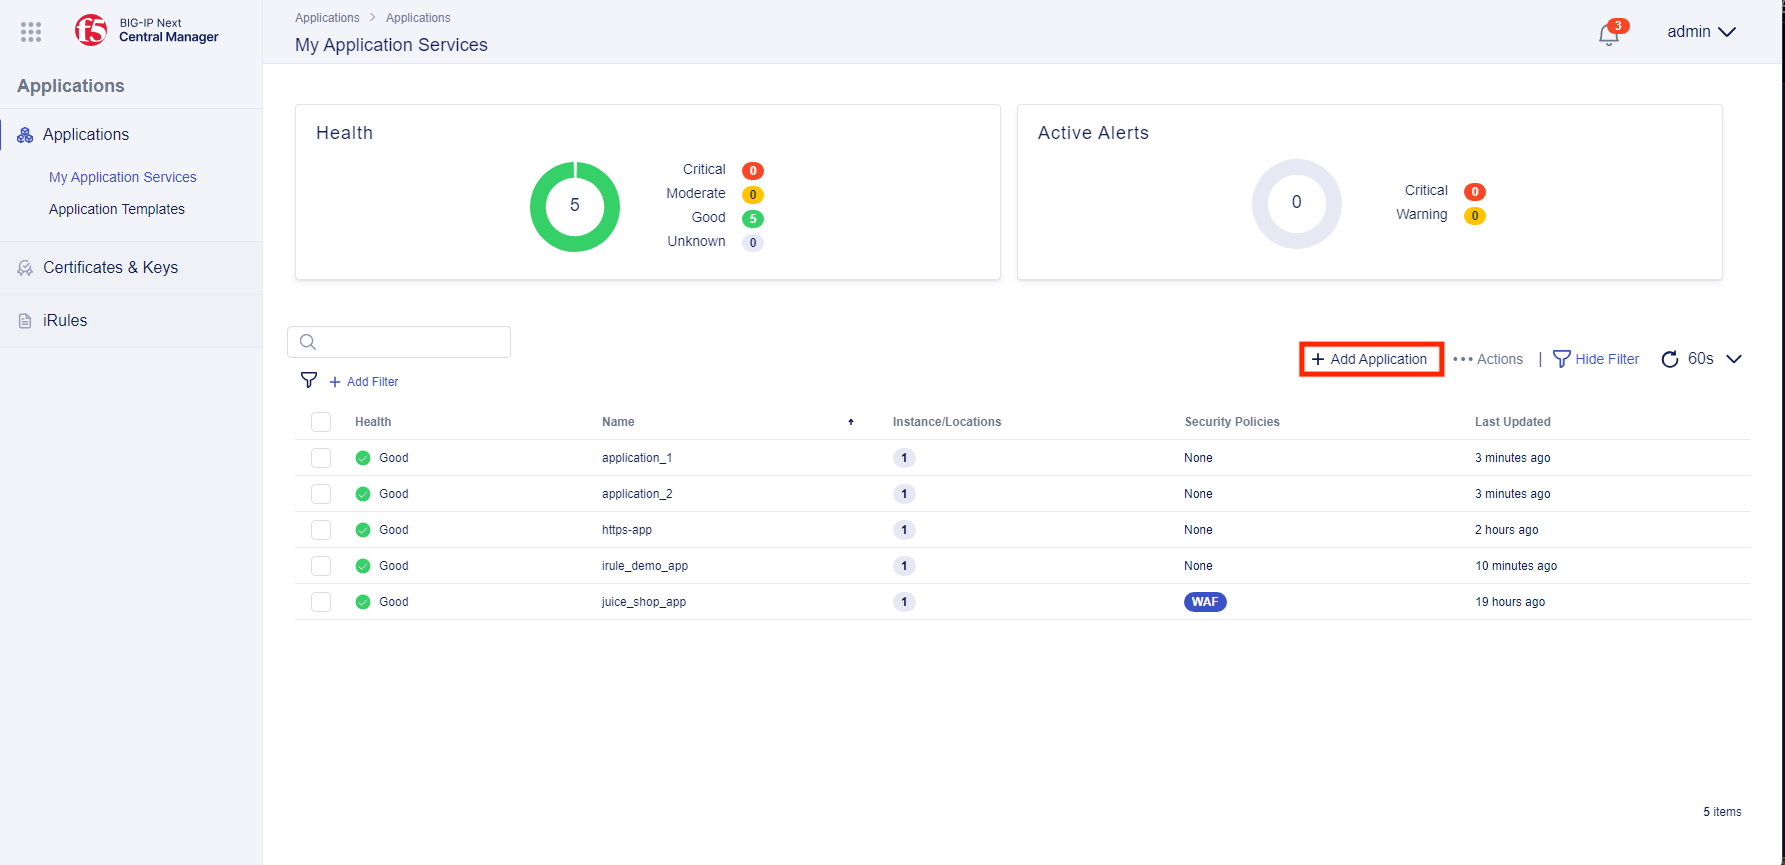 f5
BIG-IP Next
Central Manager
Applications
Applications
My Application Services
Application Templates
Certificates & Keys
iRules
Applications > Applications
My Application Services
3
admin
Health
5
Critical 0
Moderate 0
Good 5
Unknown 0
Active Alerts
0
Critical 0
Warning 0
+ Add Application ••• Actions | Hide Filter 60s
+ Add Filter
Health Name Instance/Locations Security Policies Last Updated
Good application_1 1 None 3 minutes ago
Good application_2 1 None 3 minutes ago
Good https-app 1 None 2 hours ago
Good irule_demo_app 1 None 10 minutes ago
Good juice_shop_app 1 WAF 19 hours ago
5 items